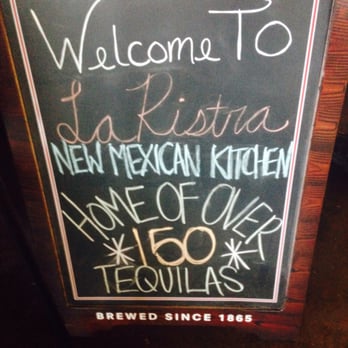 Welcome To
La Ristra
NEW MEXICAN KITCHEN
HOME OF OVER
*150*
TEQUILAS
BREWED SINCE 1865